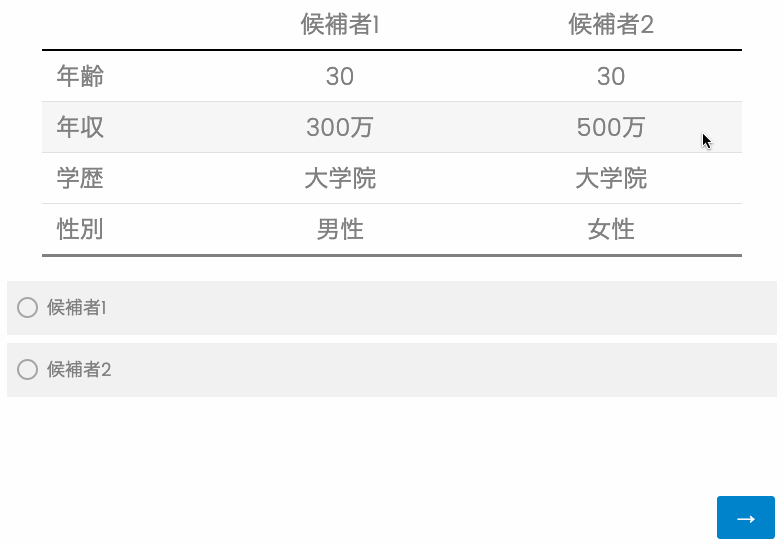 候補者1 候補者2
年齢 30 30
年収 300万 500万
学歴 大学院 大学院
性別 男性 女性
候補者1
候補者2
→